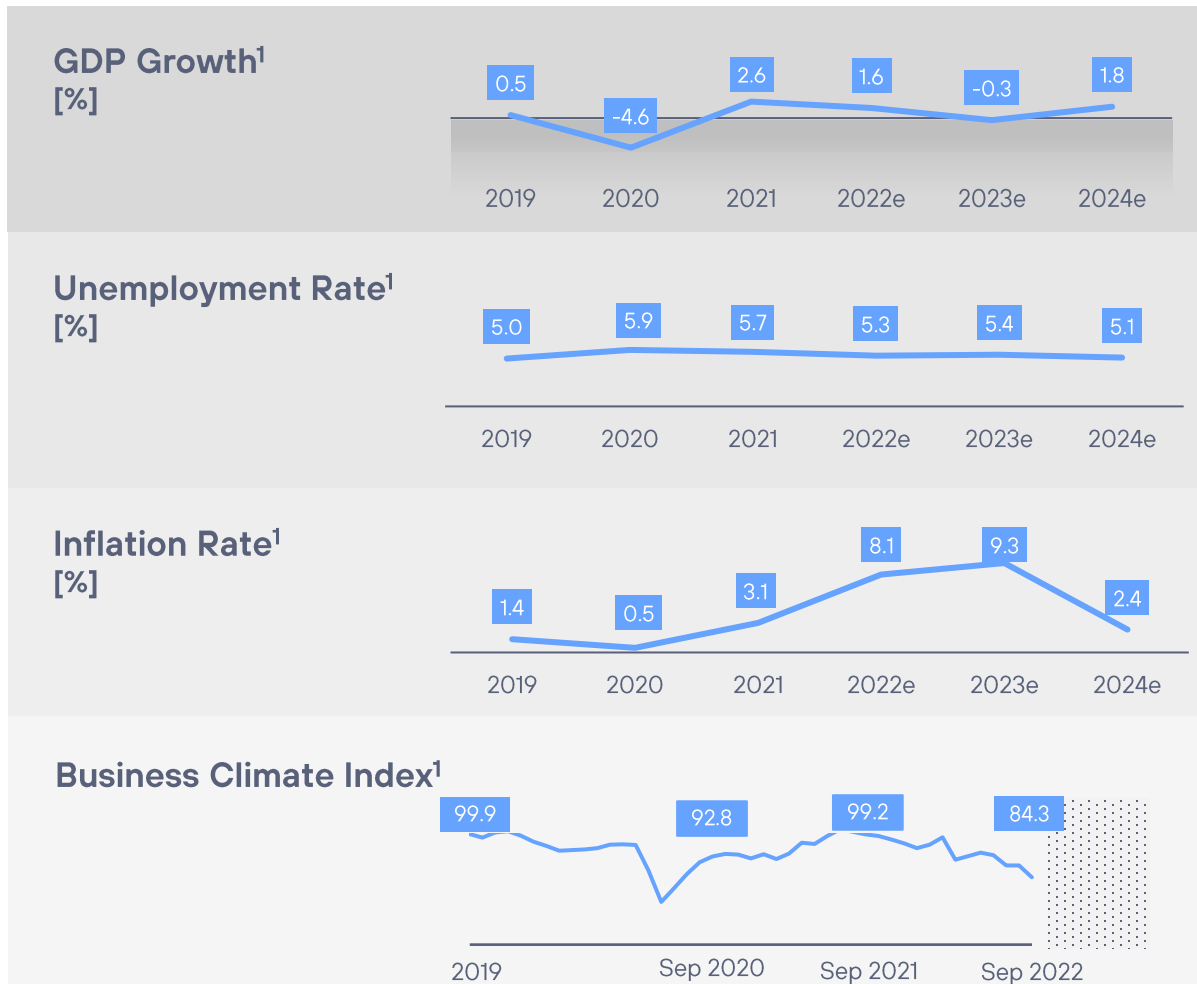 GDP Growth¹
[%]
0.5 -4.6 2.6 1.6 -0.3 1.8
2019 2020 2021 2022e 2023e 2024e
Unemployment Rate¹
[%]
5.0 5.9 5.7 5.3 5.4 5.1
2019 2020 2021 2022e 2023e 2024e
Inflation Rate¹
[%]
1.4 0.5 3.1 8.1 9.3 2.4
2019 2020 2021 2022e 2023e 2024e
Business Climate Index¹
99.9 92.8 99.2 84.3
2019 Sep 2020 Sep 2021 Sep 2022